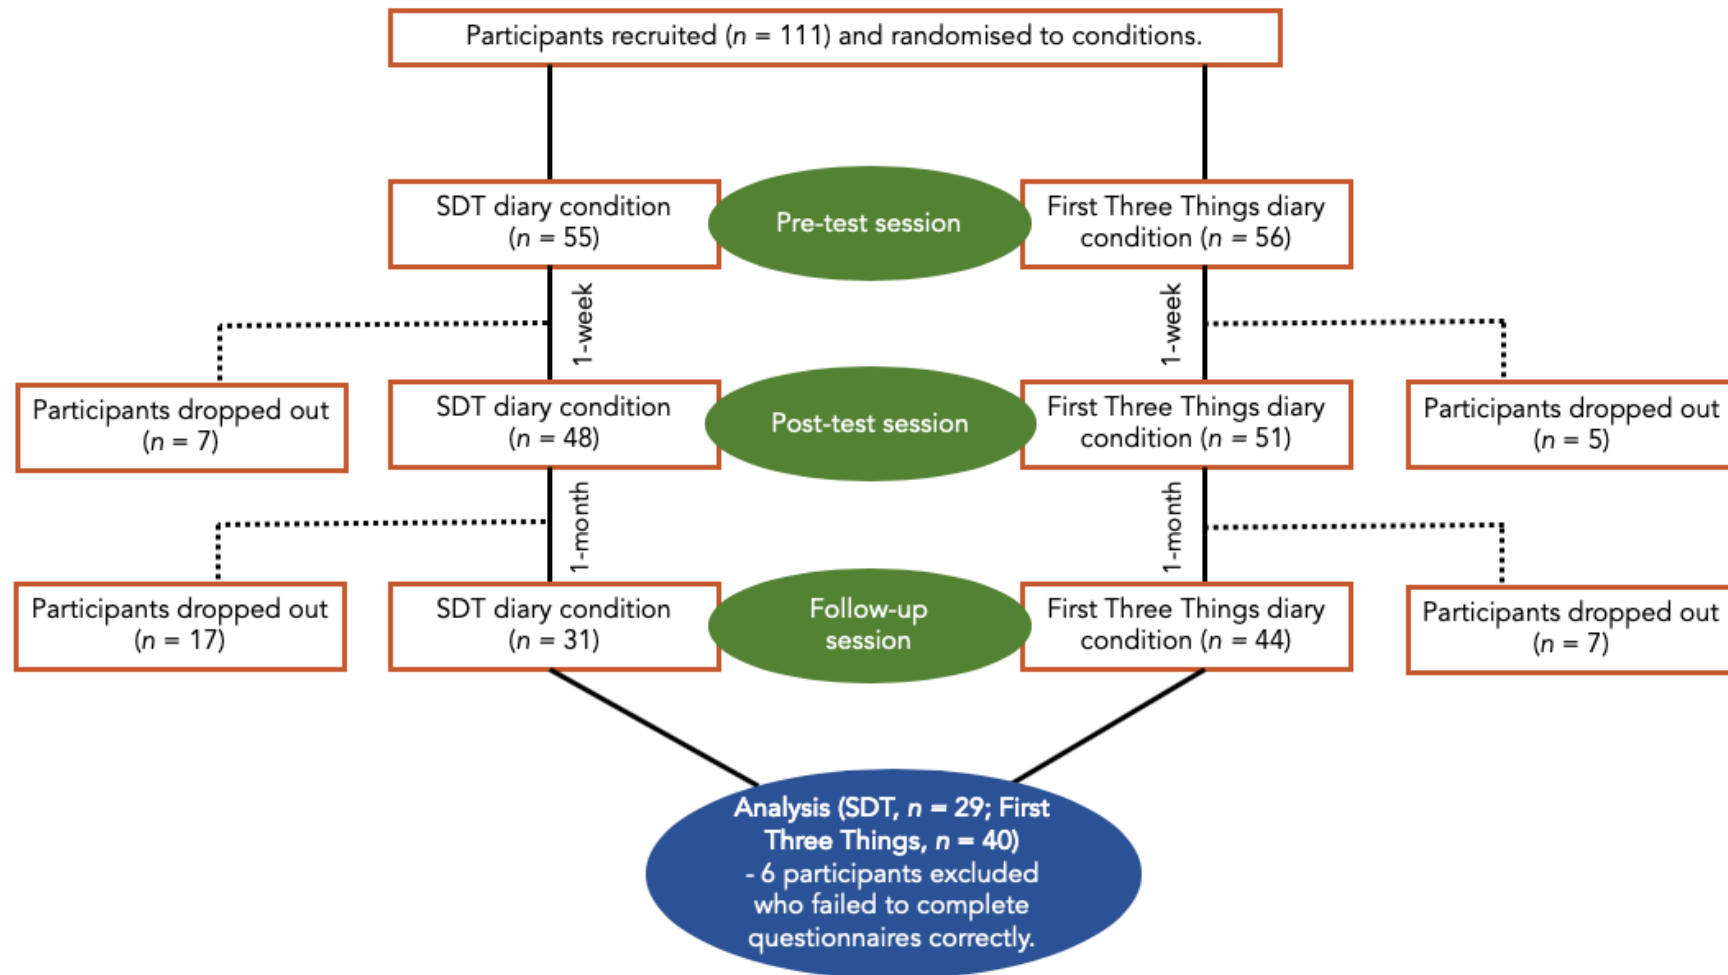 Participants recruited (n = 111) and randomised to conditions.
SDT diary condition
(n = 55)
Pre-test session
First Three Things diary
condition (n = 56)
1-week
1-week
Participants dropped out
(n = 7)
SDT diary condition
(n = 48)
Post-test session
First Three Things diary
condition (n = 51)
Participants dropped out
(n = 5)
1-month
1-month
Participants dropped out
(n = 17)
SDT diary condition
(n = 31)
Follow-up
session
First Three Things diary
condition (n = 44)
Participants dropped out
(n = 7)
Analysis (SDT, n = 29; First
Three Things, n = 40)
- 6 participants excluded
who failed to complete
questionnaires correctly.